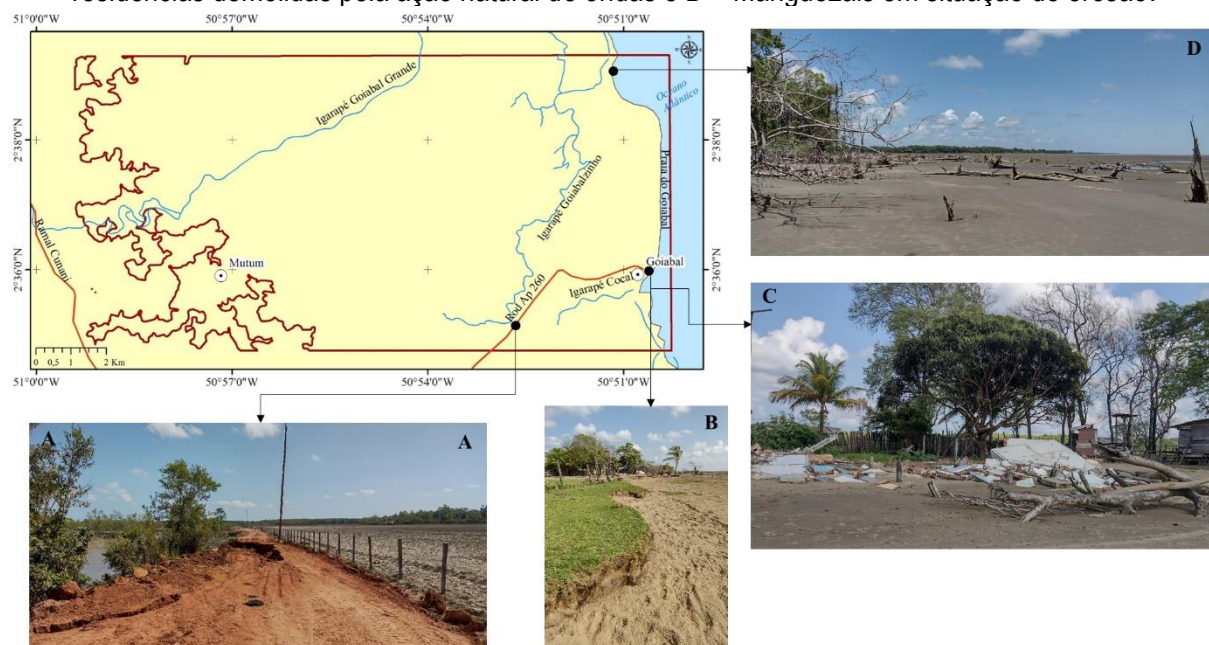 residências demolidas pela ação natural de ondas e D – Manguezais em situação de erosão.
51°0'0"W
50°57'0"W
50°54'0"W
50°51'0"W
D
Igarapé Goiabal Grande
Oceano
Atlântico
2°38'0"N
2°38'0"N
Praia do Goiabal
Igarapé Goiabalzinho
Ramal Cunani
Mutum
Goiabal
2°36'0"N
2°36'0"N
Igarapé Cocal
Rod Ap 260
C
0 0,5 1 2 Km
51°0'0"W
50°57'0"W
50°54'0"W
50°51'0"W
A
A
B